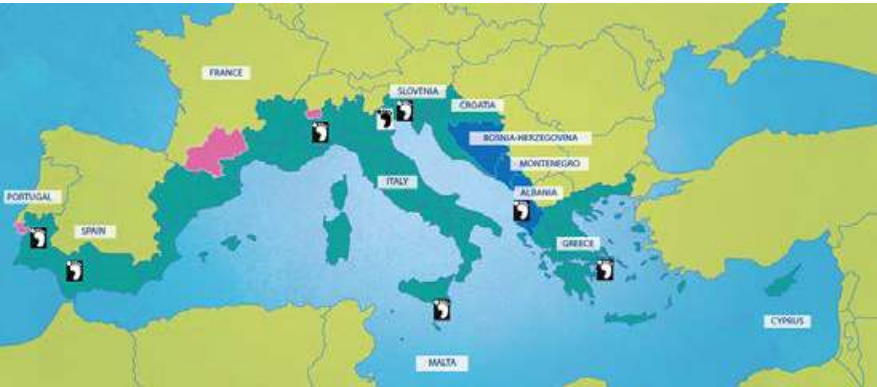 FRANCE
SLOVENIA
CROATIA
BOSNIA-HERZEGOVINA
MONTENEGRO
ITALY
ALBANIA
PORTUGAL
SPAIN
GREECE
CYPRUS
MALTA